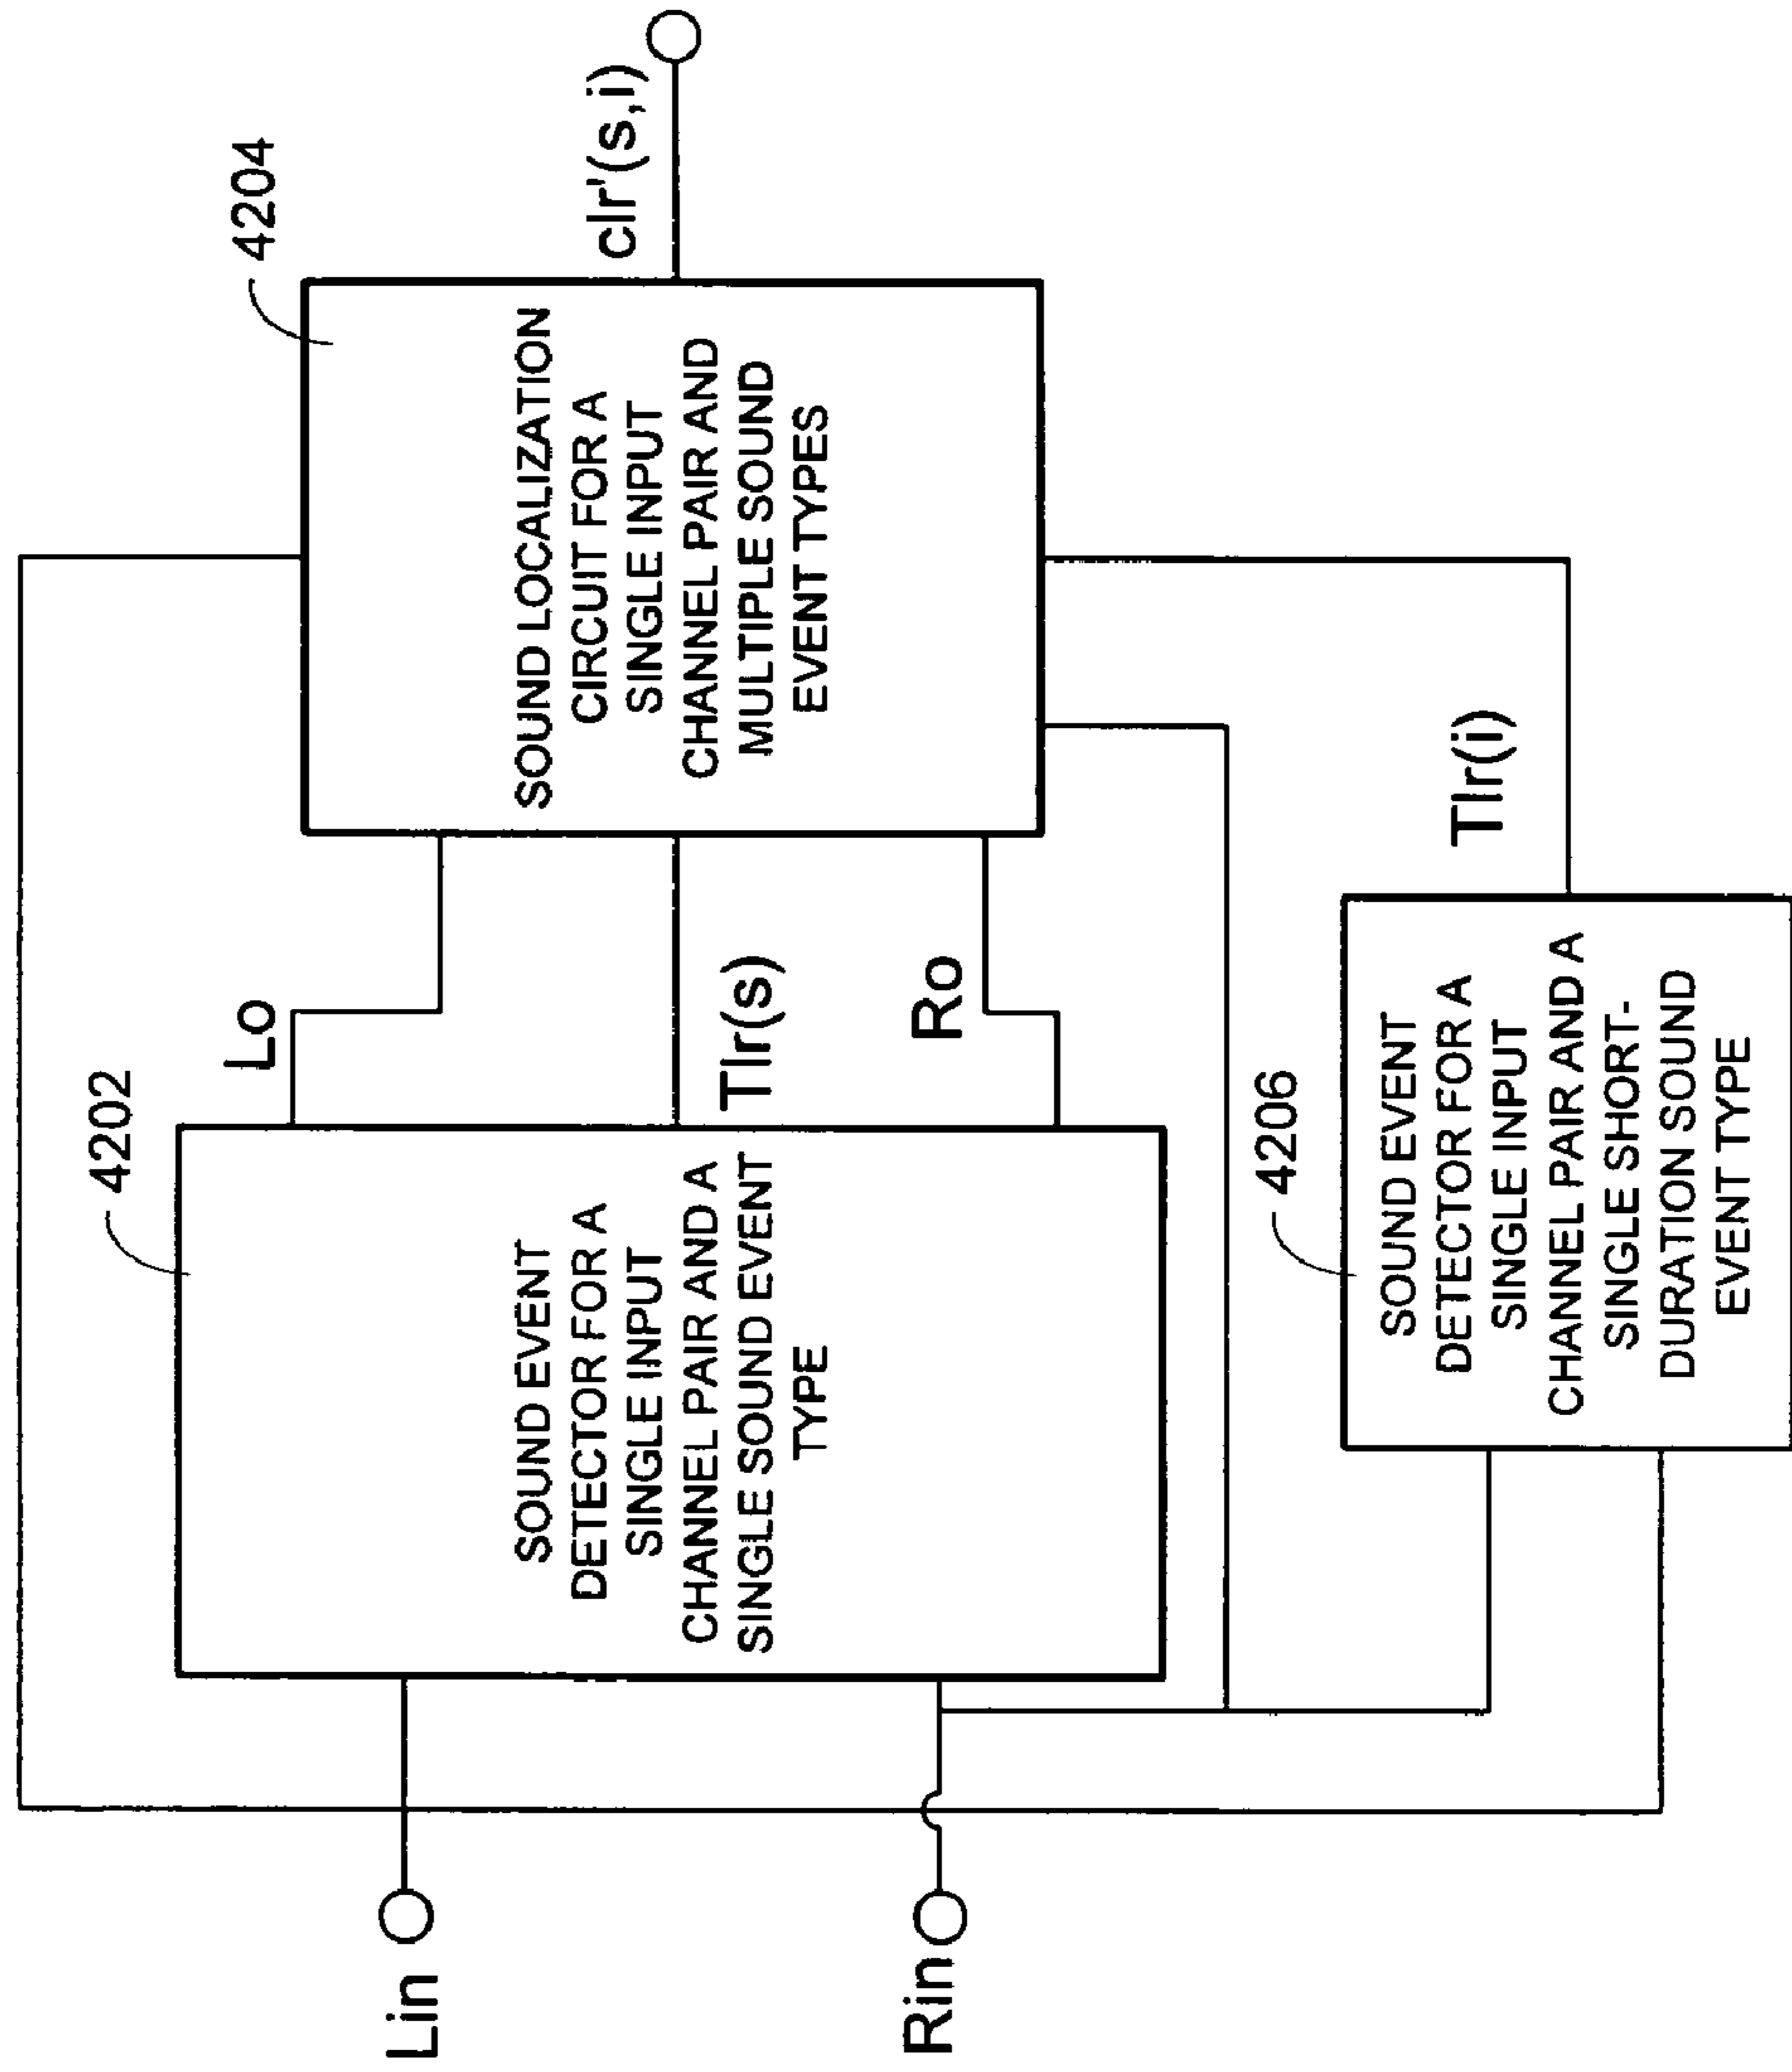 4202
4204
Lin
Rin
SOUND EVENT
DETECTOR FOR A
SINGLE INPUT
CHANNEL PAIR AND A
SINGLE SOUND EVENT
TYPE
Lo
Tlr(s)
Ro
SOUND LOCALIZATION
CIRCUIT FOR A
SINGLE INPUT
CHANNEL PAIR AND
MULTIPLE SOUND
EVENT TYPES
clr'(s,i)
4206
SOUND EVENT
DETECTOR FOR A
SINGLE INPUT
CHANNEL PAIR AND A
SINGLE SHORT-
DURATION SOUND
EVENT TYPE
Tlr(i)